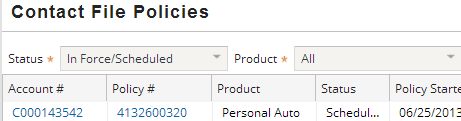 Contact File Policies
Status * In Force/Scheduled Product * All
Account # Policy # Product Status Policy Starte
C000143542 4132600320 Personal Auto Schedul... 06/25/2013